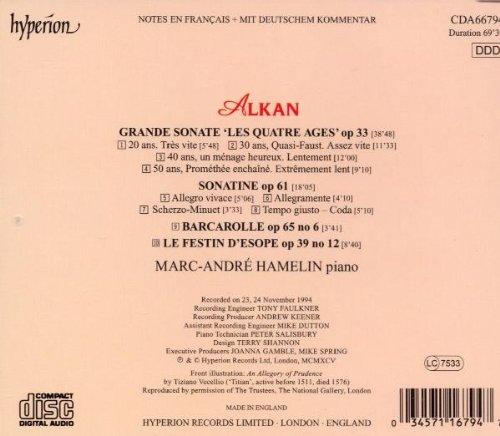 hyperion
NOTES EN FRANÇAIS + MIT DEUTSCHEM KOMMENTAR
CDA66794
Duration 69'3
DDD
ALKAN
GRANDE SONATE 'LES QUATRE AGES' op 33 [38'48]
1 20 ans. Très vite [5'48] 2 30 ans, Quasi-Faust. Assez vite [11'33]
3 40 ans, un ménage heureux. Lentement [12'00]
4 50 ans, Prométhée enchaîné. Extrêmement lent [9'10]
SONATINE op 61 [18'05]
5 Allegro vivace [5'06] 6 Allegramente [4'10]
7 Scherzo-Minuet [3'33] 8 Tempo giusto – Coda [5'10]
9 BARCAROLLE op 65 no 6 [3'41]
10 LE FESTIN D'ESOPE op 39 no 12 [8'40]
MARC-ANDRÉ HAMELIN piano
Recorded on 23, 24 November 1994
Recording Engineer TONY FAULKNER
Recording Producer ANDREW KEENER
Assistant Recording Engineer MIKE DUTTON
Piano Technician PETER SALISBURY
Design TERRY SHANNON
Executive Producers JOANNA GAMBLE, MIKE SPRING
℗ & © Hyperion Records Ltd, London, MCMXCV
Front illustration: An Allegory of Prudence
by Tiziano Vecellio ('Titian', active before 1511, died 1576)
Reproduced by permission of The Trustees, The National Gallery, London
LC 7533
COMPACT
disc
DIGITAL AUDIO
MADE IN ENGLAND
HYPERION RECORDS LIMITED · LONDON · ENGLAND
0 34571 16794